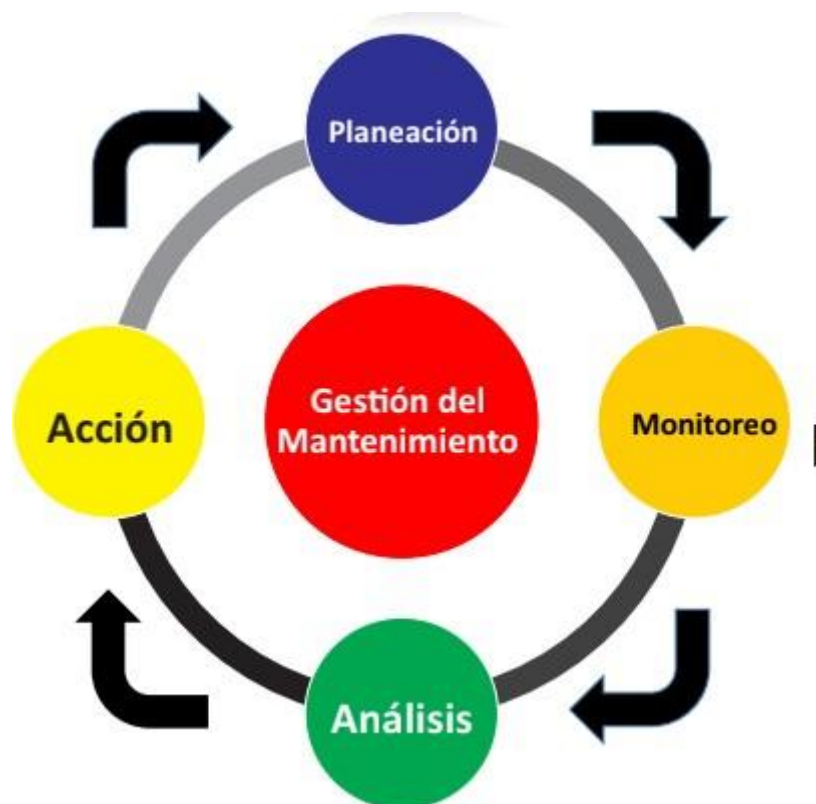 Planeación
Acción
Gestión del
Mantenimiento
Monitoreo
Análisis